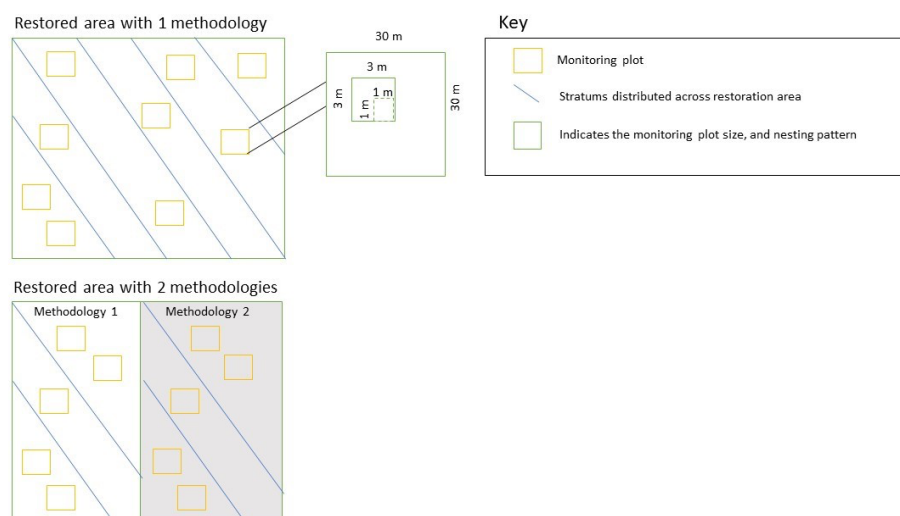 Restored area with 1 methodology
30 m
3 m
3 m
1 m
1 m
30 m
Key
Monitoring plot
Stratums distributed across restoration area
Indicates the monitoring plot size, and nesting pattern
Restored area with 2 methodologies
Methodology 1
Methodology 2